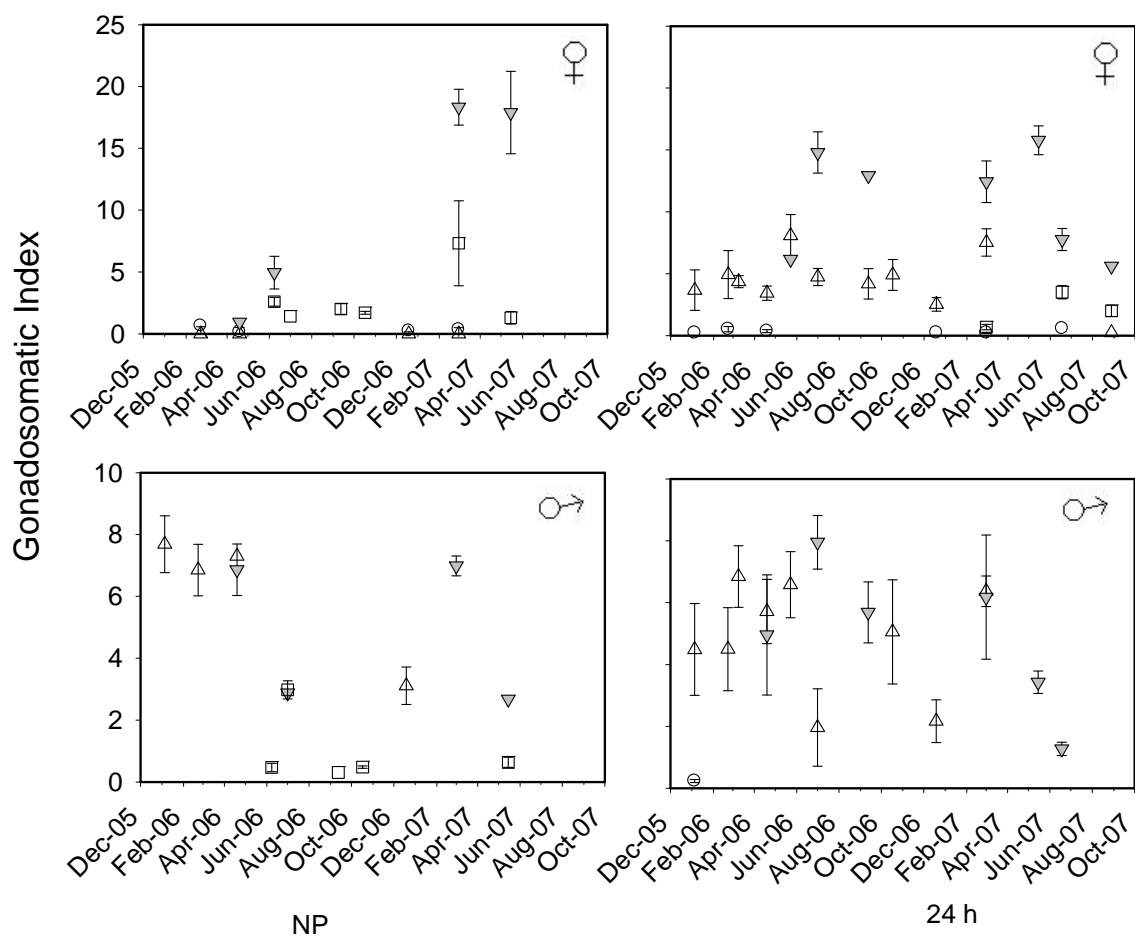 Gonadosomatic Index
25
20
15
10
5
0
Dec-05 Feb-06 Apr-06 Jun-06 Aug-06 Oct-06 Dec-06 Feb-07 Apr-07 Jun-07 Aug-07 Oct-07
Dec-05 Feb-06 Apr-06 Jun-06 Aug-06 Oct-06 Dec-06 Feb-07 Apr-07 Jun-07 Aug-07 Oct-07
10
8
6
4
2
0
Dec-05 Feb-06 Apr-06 Jun-06 Aug-06 Oct-06 Dec-06 Feb-07 Apr-07 Jun-07 Aug-07 Oct-07
Dec-05 Feb-06 Apr-06 Jun-06 Aug-06 Oct-06 Dec-06 Feb-07 Apr-07 Jun-07 Aug-07 Oct-07
NP
24 h